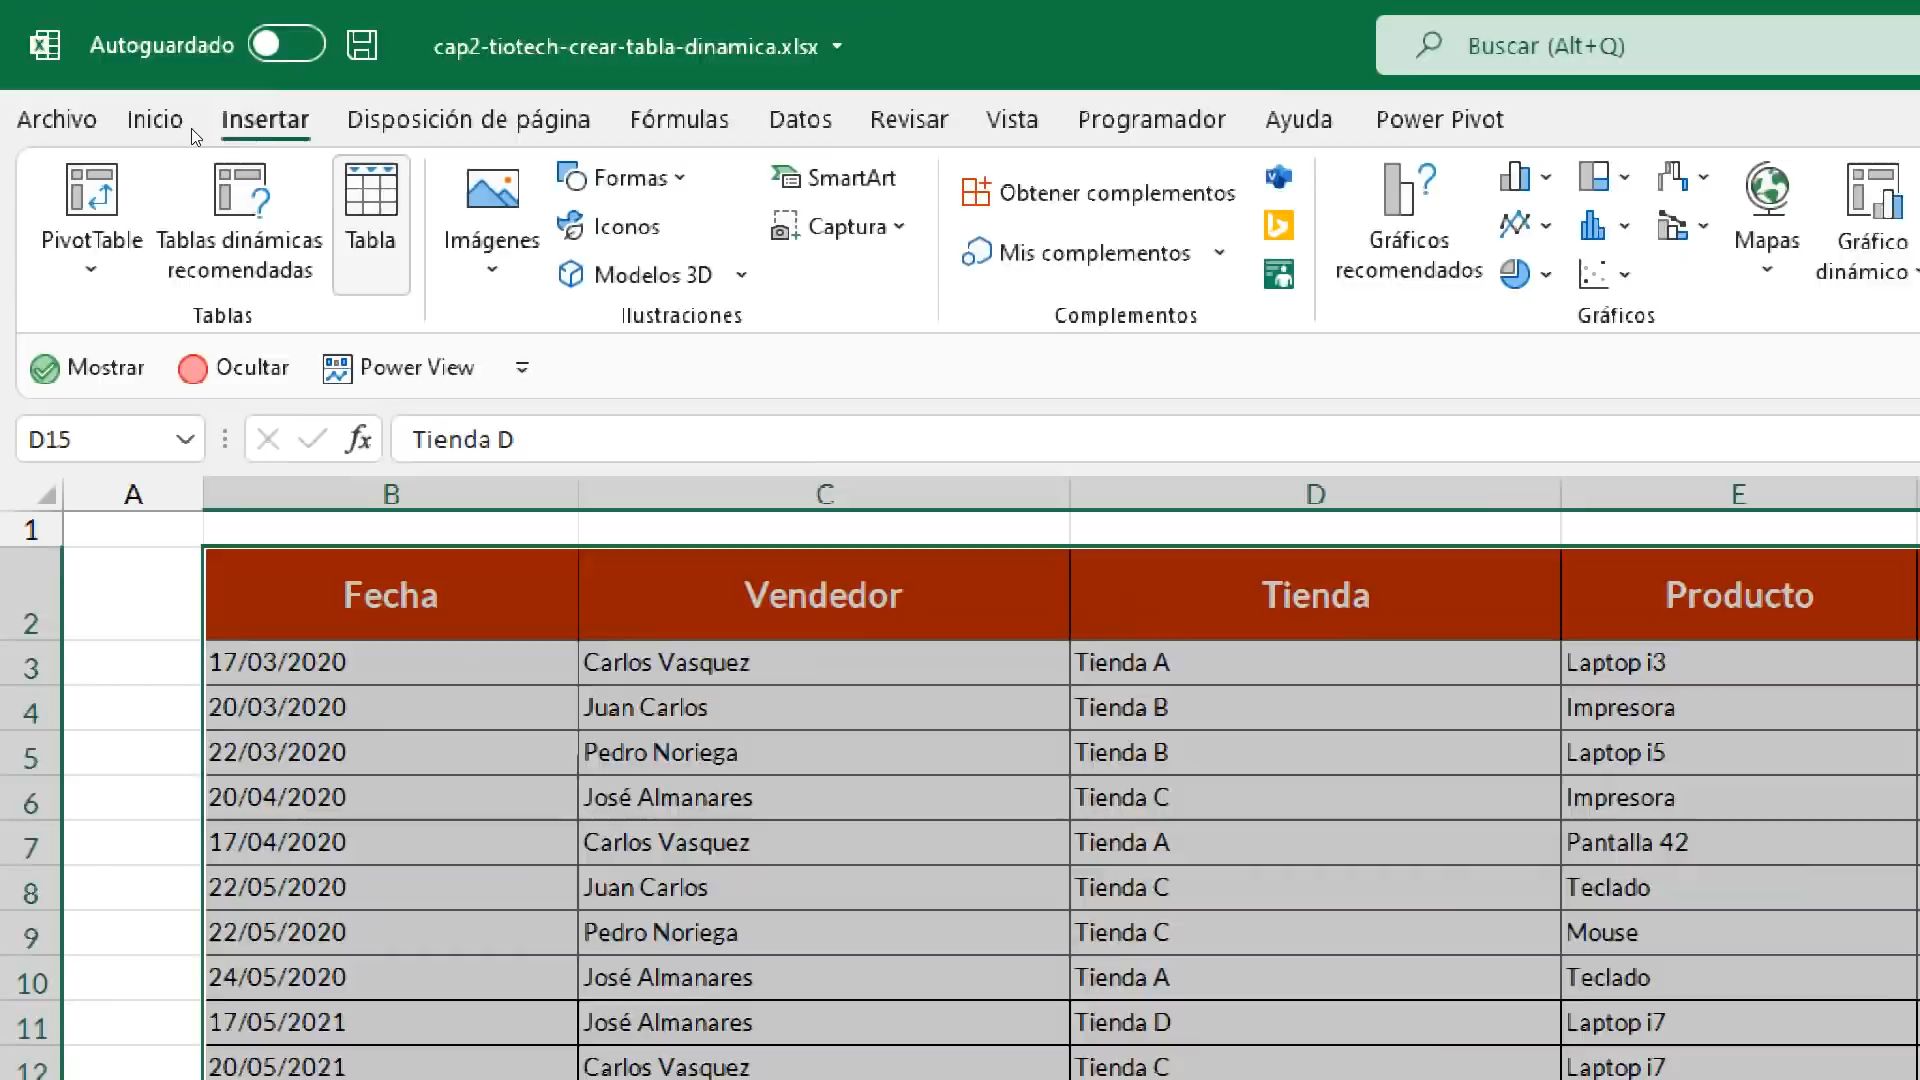 Autoguardado cap2-tiotech-crear-tabla-dinamica.xlsx Buscar (Alt+Q)
Archivo Inicio Insertar Disposición de página Fórmulas Datos Revisar Vista Programador Ayuda Power Pivot
PivotTable
Tablas dinámicas
recomendadas
Tabla
Tablas
Imágenes
Formas
Iconos
Modelos 3D
SmartArt
Captura
Ilustraciones
Obtener complementos
Mis complementos
Complementos
Gráficos
recomendados
Mapas
Gráfico
dinámico
Gráficos
Mostrar Ocultar Power View
D15 fx Tienda D
A B C D E
1
2 Fecha Vendedor Tienda Producto
3 17/03/2020 Carlos Vasquez Tienda A Laptop i3
4 20/03/2020 Juan Carlos Tienda B Impresora
5 22/03/2020 Pedro Noriega Tienda B Laptop i5
6 20/04/2020 José Almanares Tienda C Impresora
7 17/04/2020 Carlos Vasquez Tienda A Pantalla 42
8 22/05/2020 Juan Carlos Tienda C Teclado
9 22/05/2020 Pedro Noriega Tienda C Mouse
10 24/05/2020 José Almanares Tienda A Teclado
11 17/05/2021 José Almanares Tienda D Laptop i7
12 20/05/2021 Carlos Vasquez Tienda C Laptop i7